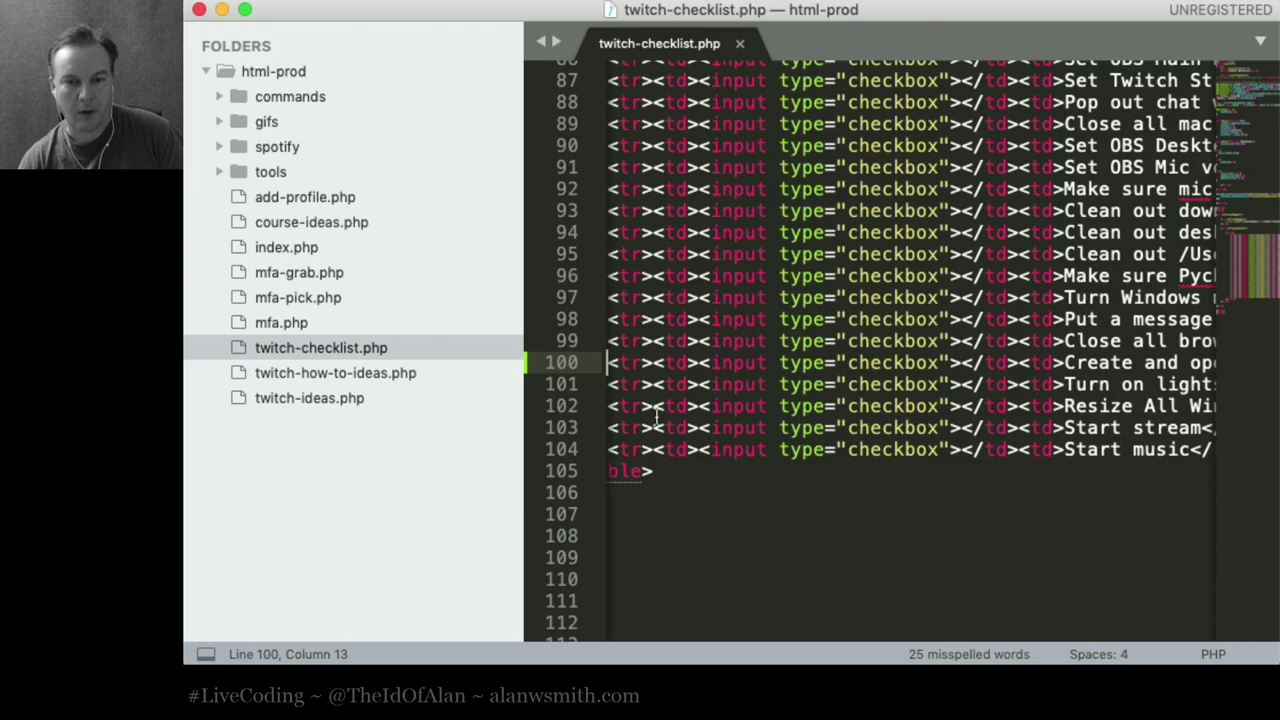 twitch-checklist.php — html-prod
UNREGISTERED
FOLDERS
html-prod
commands
gifs
spotify
tools
add-profile.php
course-ideas.php
index.php
mfa-grab.php
mfa-pick.php
mfa.php
twitch-checklist.php
twitch-how-to-ideas.php
twitch-ideas.php
twitch-checklist.php ×
86 <tr><td><input type="checkbox"></td><td>Set OBS Main
87 <tr><td><input type="checkbox"></td><td>Set Twitch St
88 <tr><td><input type="checkbox"></td><td>Pop out chat
89 <tr><td><input type="checkbox"></td><td>Close all mac
90 <tr><td><input type="checkbox"></td><td>Set OBS Deskt
91 <tr><td><input type="checkbox"></td><td>Set OBS Mic v
92 <tr><td><input type="checkbox"></td><td>Make sure mic
93 <tr><td><input type="checkbox"></td><td>Clean out dow
94 <tr><td><input type="checkbox"></td><td>Clean out des
95 <tr><td><input type="checkbox"></td><td>Clean out /Us
96 <tr><td><input type="checkbox"></td><td>Make sure Pyc
97 <tr><td><input type="checkbox"></td><td>Turn Windows
98 <tr><td><input type="checkbox"></td><td>Put a message
99 <tr><td><input type="checkbox"></td><td>Close all bro
100 <tr><td><input type="checkbox"></td><td>Create and op
101 <tr><td><input type="checkbox"></td><td>Turn on lights
102 <tr><td><input type="checkbox"></td><td>Resize All Wi
103 <tr><td><input type="checkbox"></td><td>Start stream<
104 <tr><td><input type="checkbox"></td><td>Start music</
105 ble>
106
107
108
109
110
111
112
Line 100, Column 13
25 misspelled words
Spaces: 4
PHP
#LiveCoding ~ @TheIdOfAlan ~ alanwsmith.com